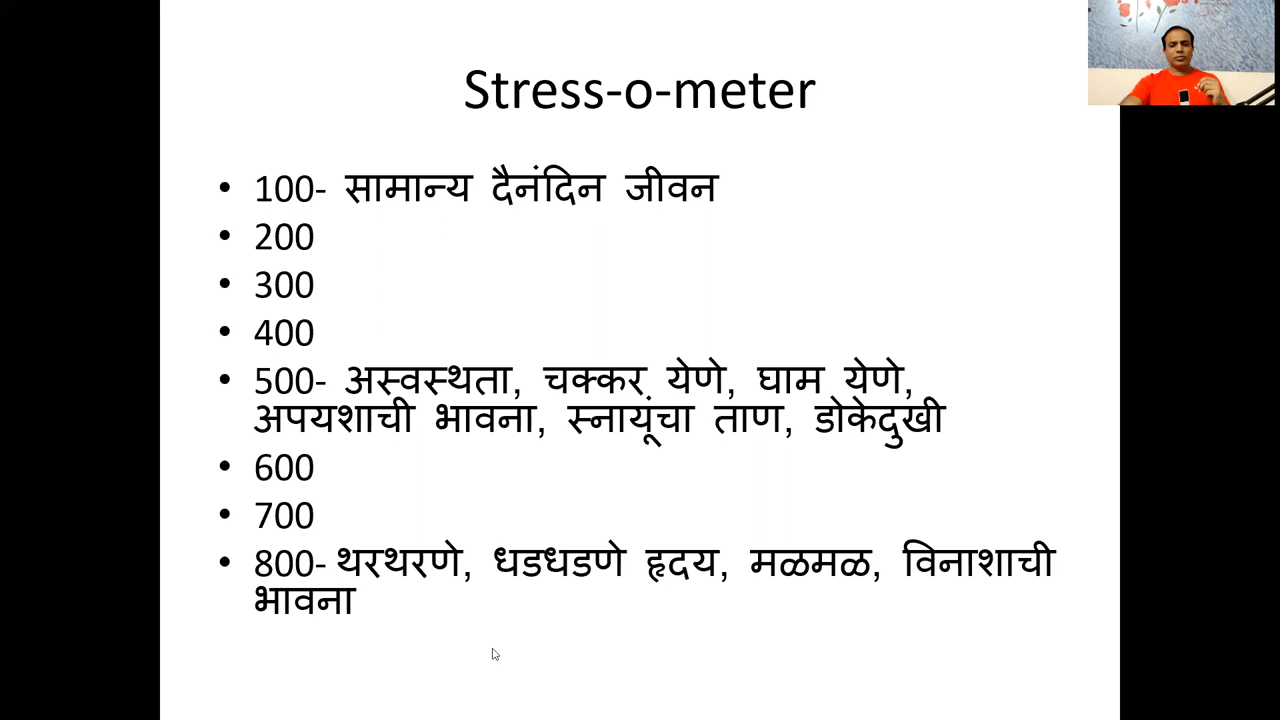 Stress-o-meter
• 100- सामान्य दैनंदिन जीवन
• 200
• 300
• 400
• 500- अस्वस्थता, चक्कर येणे, घाम येणे,
अपयशाची भावना, स्नायूंचा ताण, डोकेदुखी
• 600
• 700
• 800- थरथरणे, धडधडणे हृदय, मळमळ, विनाशाची
भावना